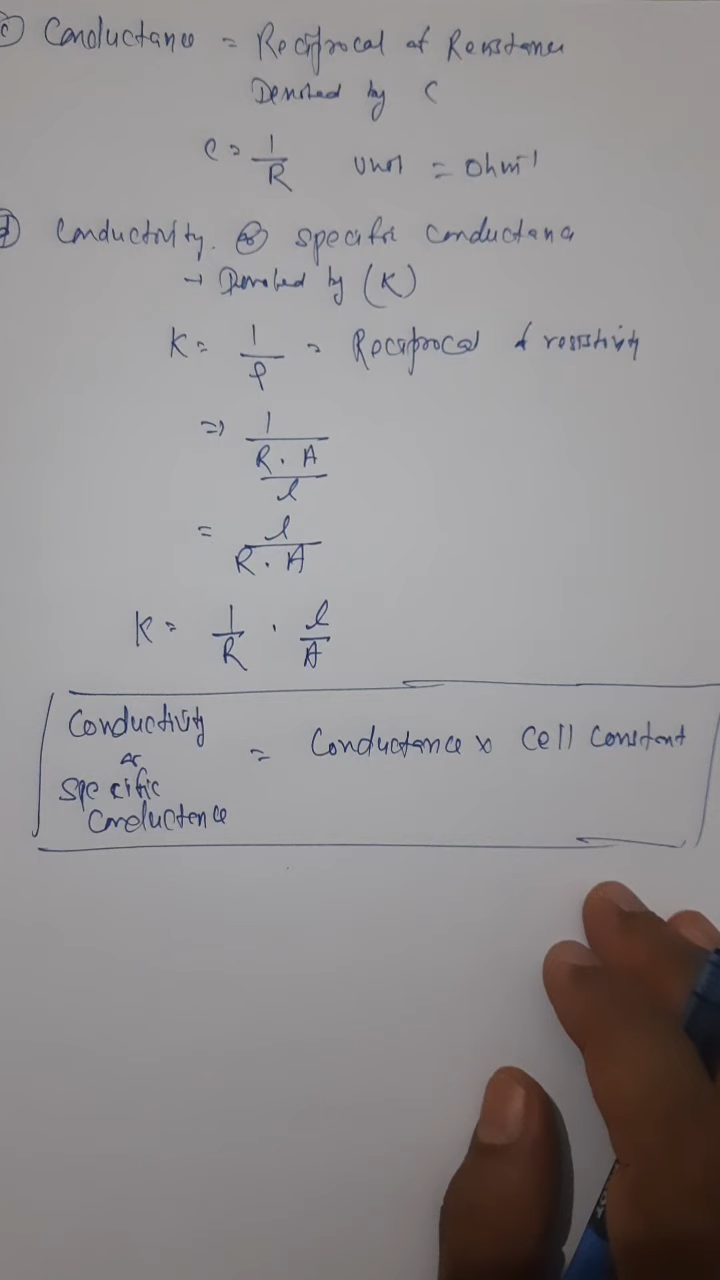 c) Conductance = Reciprocal of Resistance
Denoted by C
C = 1/R unit = ohm⁻¹
d) Conductivity. or specific conductance
→ Denoted by (K)
K = 1/ρ = Reciprocal of resistivity
⇒ 1/(R. A/l)
= l/(R. A)
K = 1/R · l/A
Conductivity
or
specific
conductence
= Conductance × Cell constant